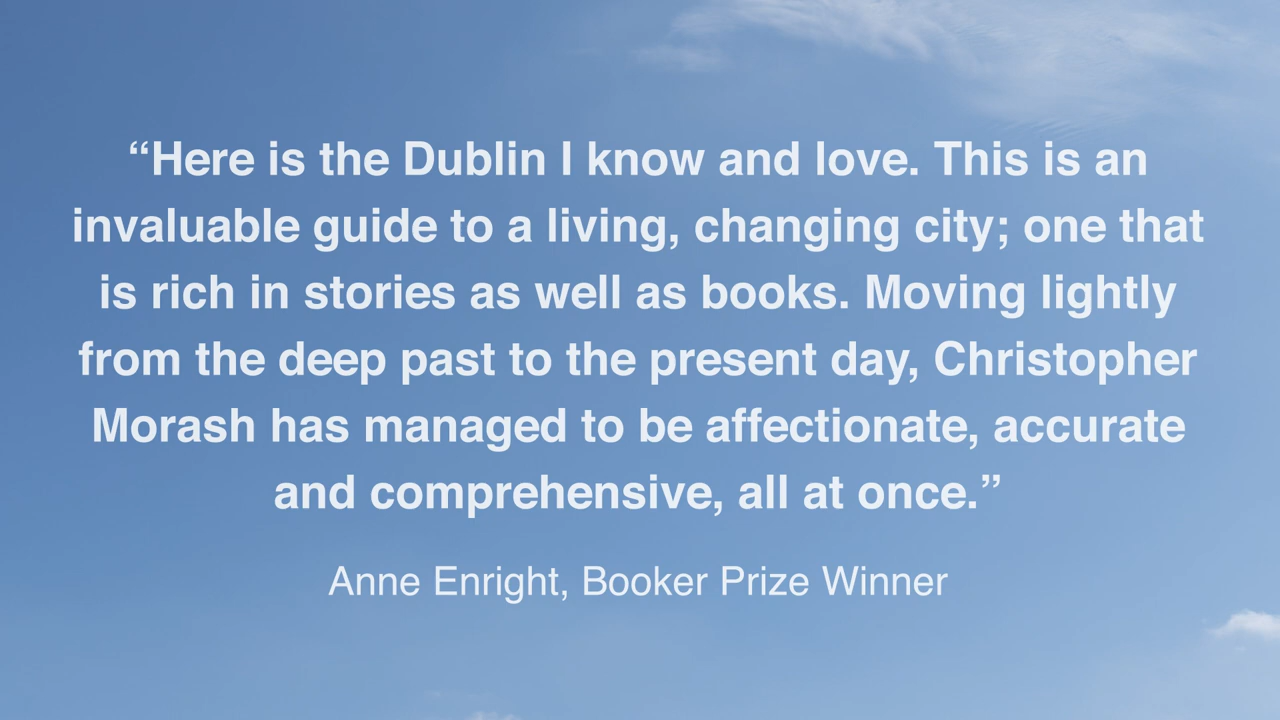 “Here is the Dublin I know and love. This is an
invaluable guide to a living, changing city; one that
is rich in stories as well as books. Moving lightly
from the deep past to the present day, Christopher
Morash has managed to be affectionate, accurate
and comprehensive, all at once.”
Anne Enright, Booker Prize Winner